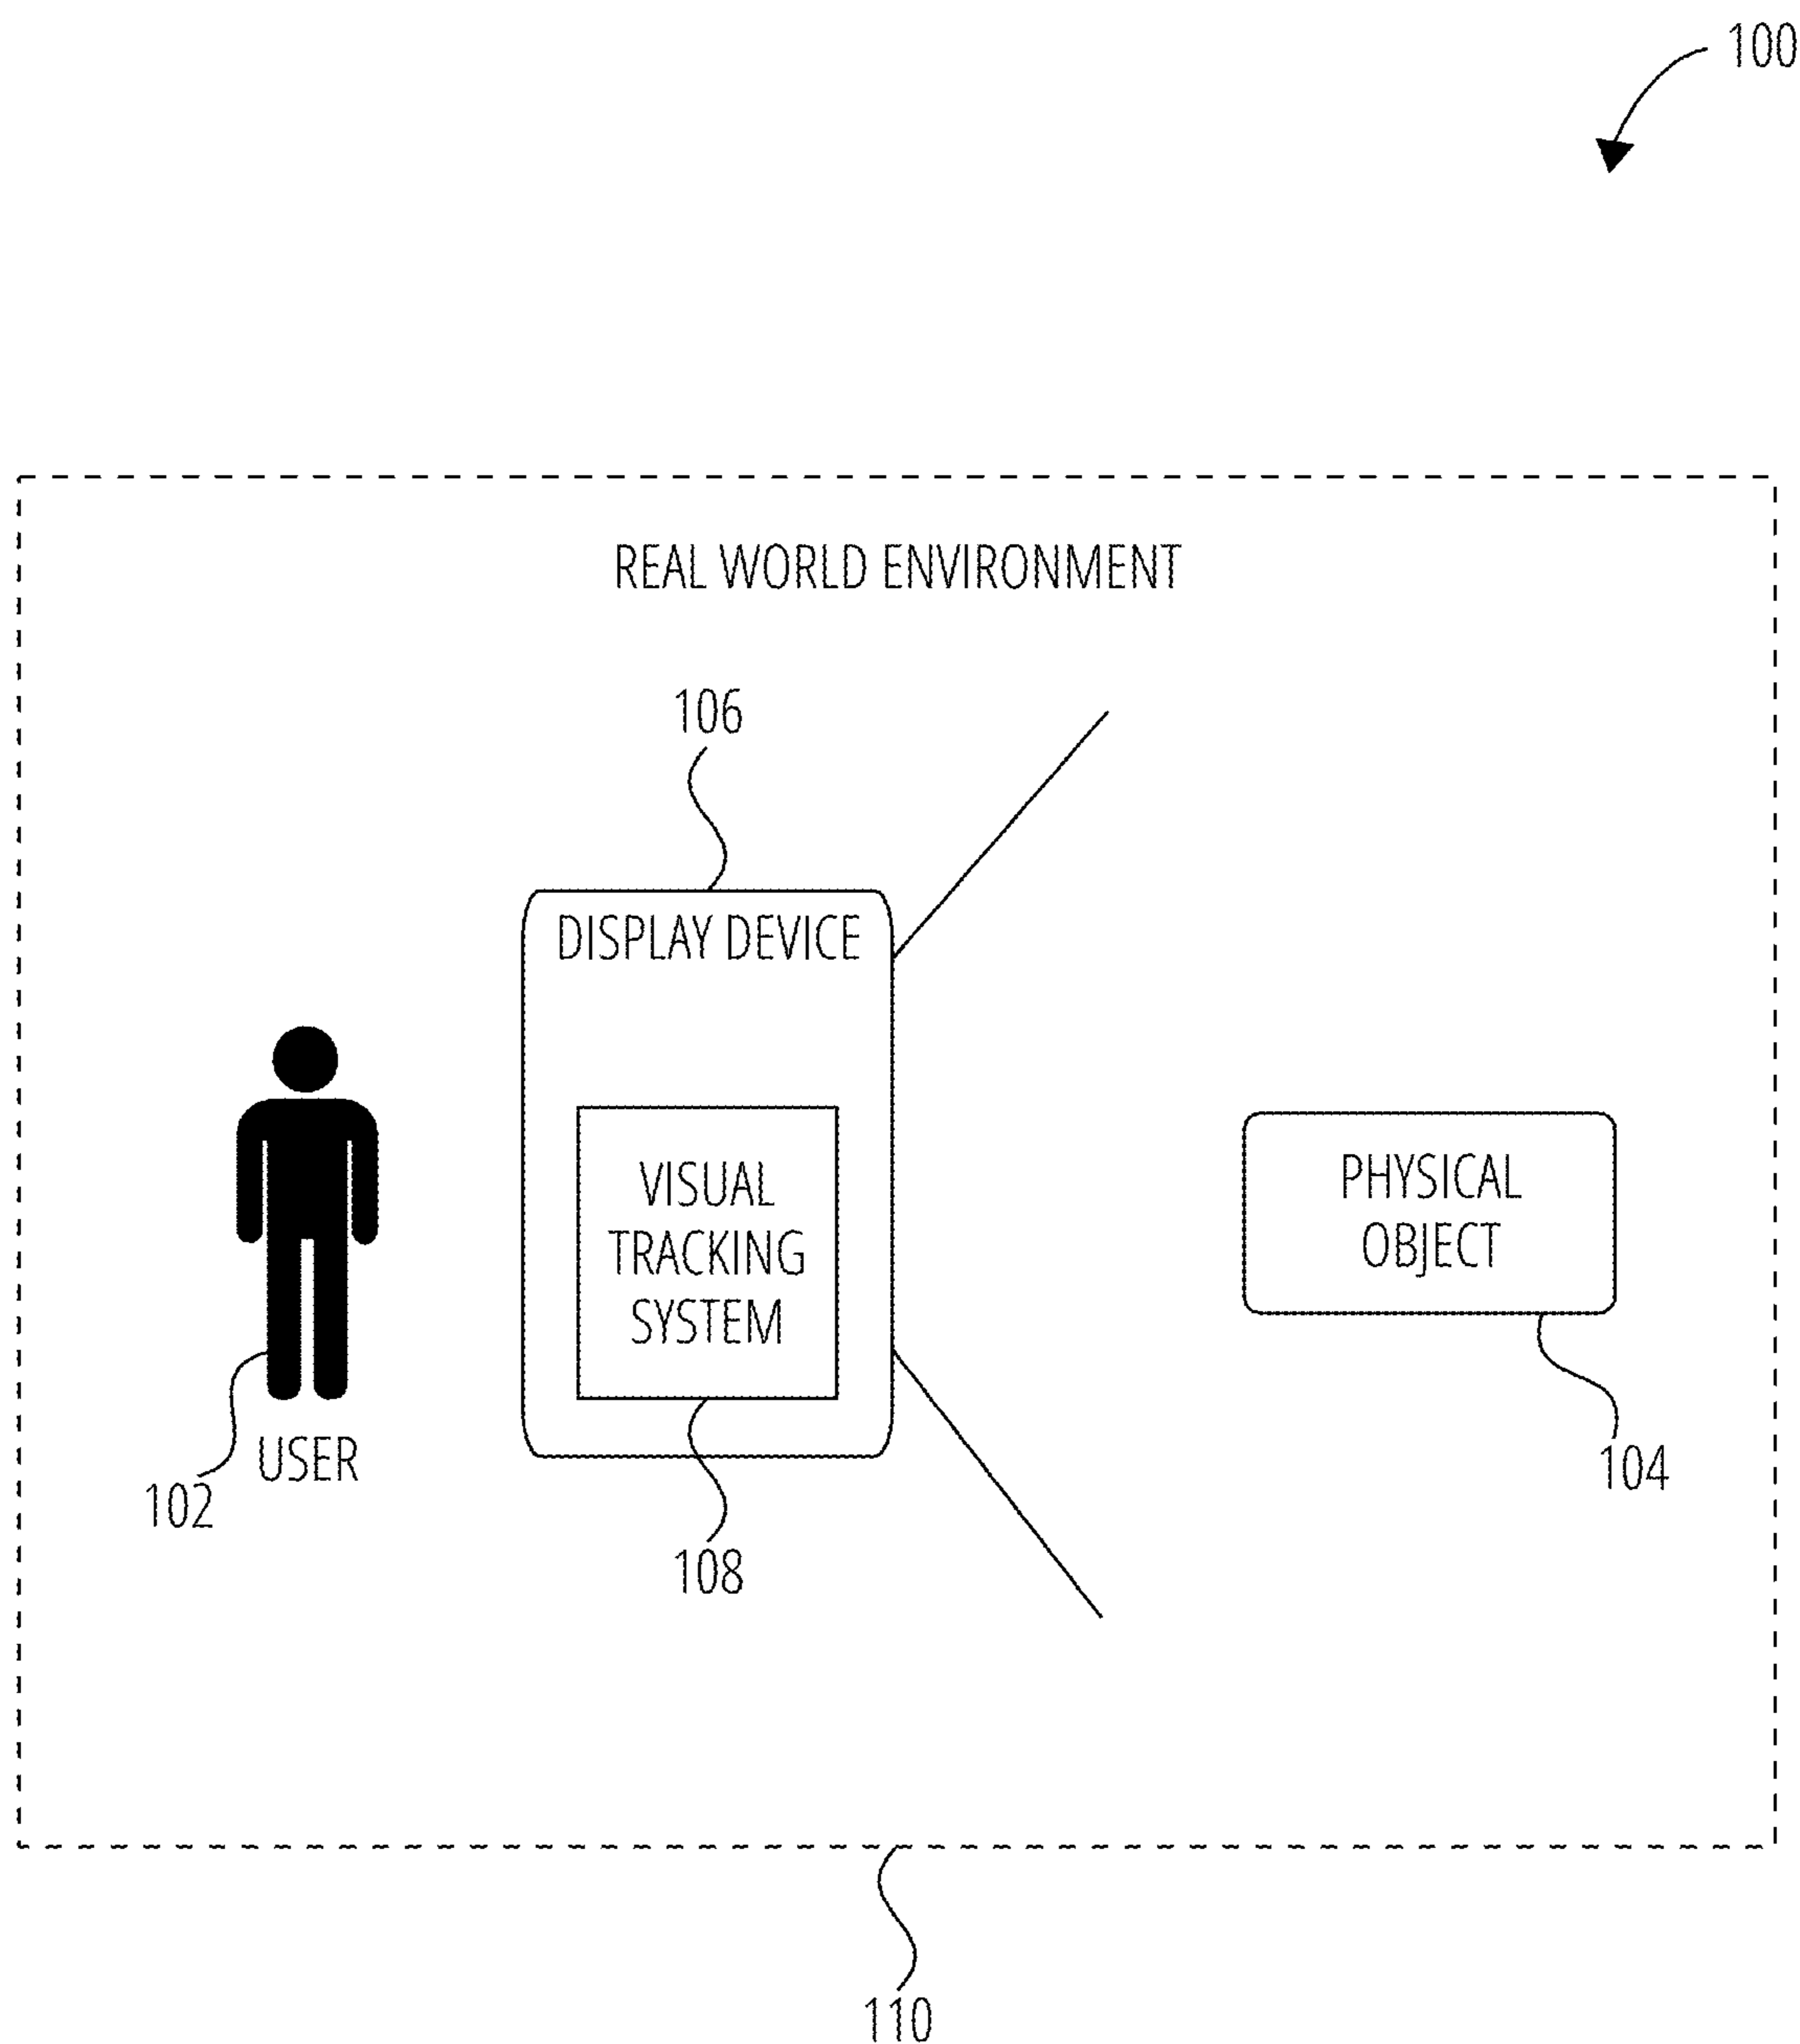 100
REAL WORLD ENVIRONMENT
106
DISPLAY DEVICE
VISUAL
TRACKING
SYSTEM
PHYSICAL
OBJECT
USER
102
104
108
110